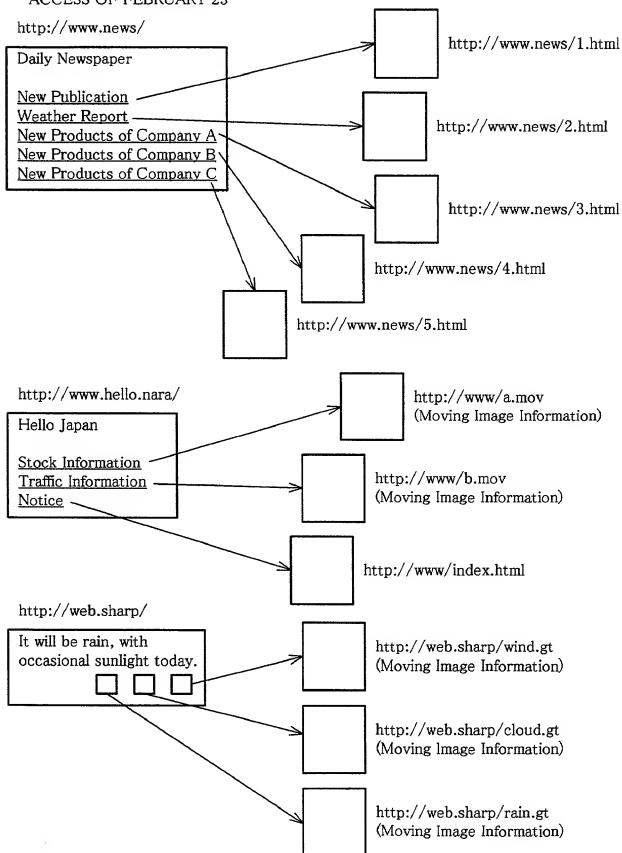 ACCESS OF FEBRUARY 23
http://www.news/
Daily Newspaper
New Publication
Weather Report
New Products of Company A
New Products of Company B
New Products of Company C
http://www.news/1.html
http://www.news/2.html
http://www.news/3.html
http://www.news/4.html
http://www.news/5.html
http://www.hello.nara/
Hello Japan
Stock Information
Traffic Information
Notice
http://www/a.mov
(Moving Image Information)
http://www/b.mov
(Moving Image Information)
http://www/index.html
http://web.sharp/
It will be rain, with
occasional sunlight today.
http://web.sharp/wind.gt
(Moving Image Information)
http://web.sharp/cloud.gt
(Moving Image Information)
http://web.sharp/rain.gt
(Moving Image Information)